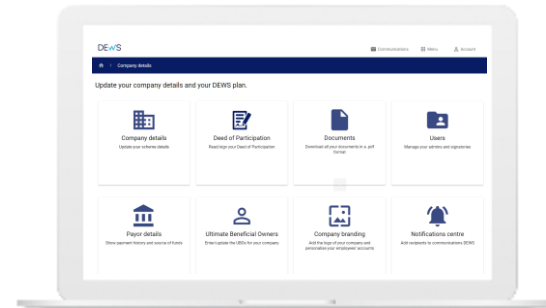 DEWS
Communications Menu Account
Company details
Update your company details and your DEWS plan.
Company details
Update your scheme details
Deed of Participation
Read/sign your Deed of Participation
Documents
Download all your documents in a .pdf
format
Users
Manage your admins and signatories
Payor details
Show payment history and source of funds
Ultimate Beneficial Owners
Enter/update the UBOs for your company
Company branding
Add the logo of your company and
personalise your employees' accounts
Notifications centre
Add recipients to communications DEWS